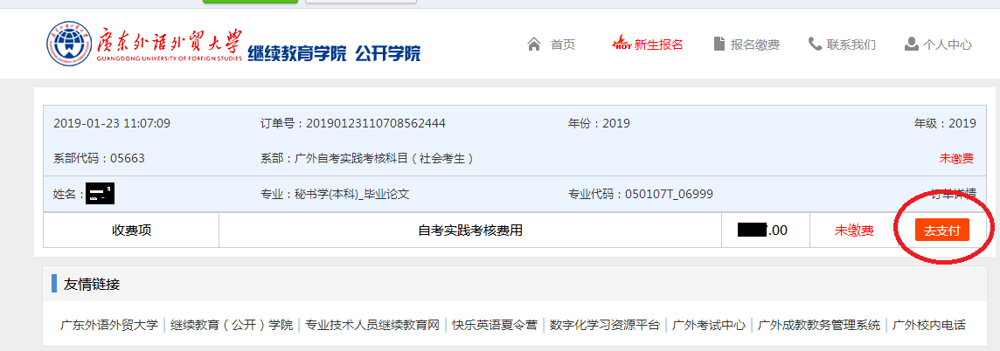 廣东外语外贸大學
GUANGDONG UNIVERSITY OF FOREIGN STUDIES
继续教育学院 公开学院
首页 HOT 新生报名 报名缴费 联系我们 个人中心
2019-01-23 11:07:09 订单号：20190123110708562444 年份：2019 年级：2019
系部代码：05663 系部：广外自考实践考核科目（社会考生） 未缴费
姓名： 专业：秘书学(本科)_毕业论文 专业代码：050107T_06999 订单详情
收费项 自考实践考核费用 .00 未缴费 去支付
友情链接
广东外语外贸大学 | 继续教育（公开）学院 | 专业技术人员继续教育网 | 快乐英语夏令营 | 数字化学习资源平台 | 广外考试中心 | 广外成教教务管理系统 | 广外校内电话